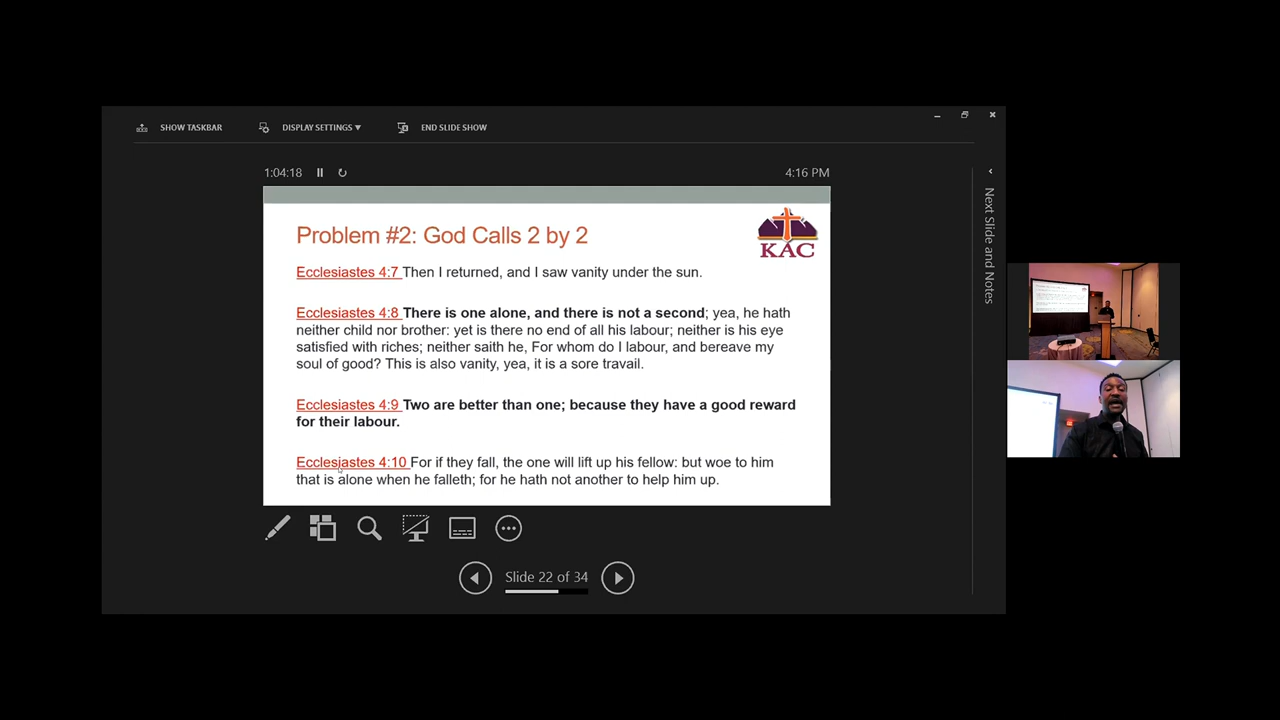 SHOW TASKBAR
DISPLAY SETTINGS ▼
END SLIDE SHOW
1:04:18
4:16 PM
Problem #2: God Calls 2 by 2
KAC
Ecclesiastes 4:7 Then I returned, and I saw vanity under the sun.
Ecclesiastes 4:8 There is one alone, and there is not a second; yea, he hath
neither child nor brother: yet is there no end of all his labour; neither is his eye
satisfied with riches; neither saith he, For whom do I labour, and bereave my
soul of good? This is also vanity, yea, it is a sore travail.
Ecclesiastes 4:9 Two are better than one; because they have a good reward
for their labour.
Ecclesiastes 4:10 For if they fall, the one will lift up his fellow: but woe to him
that is alone when he falleth; for he hath not another to help him up.
Slide 22 of 34
Next Slide and Notes